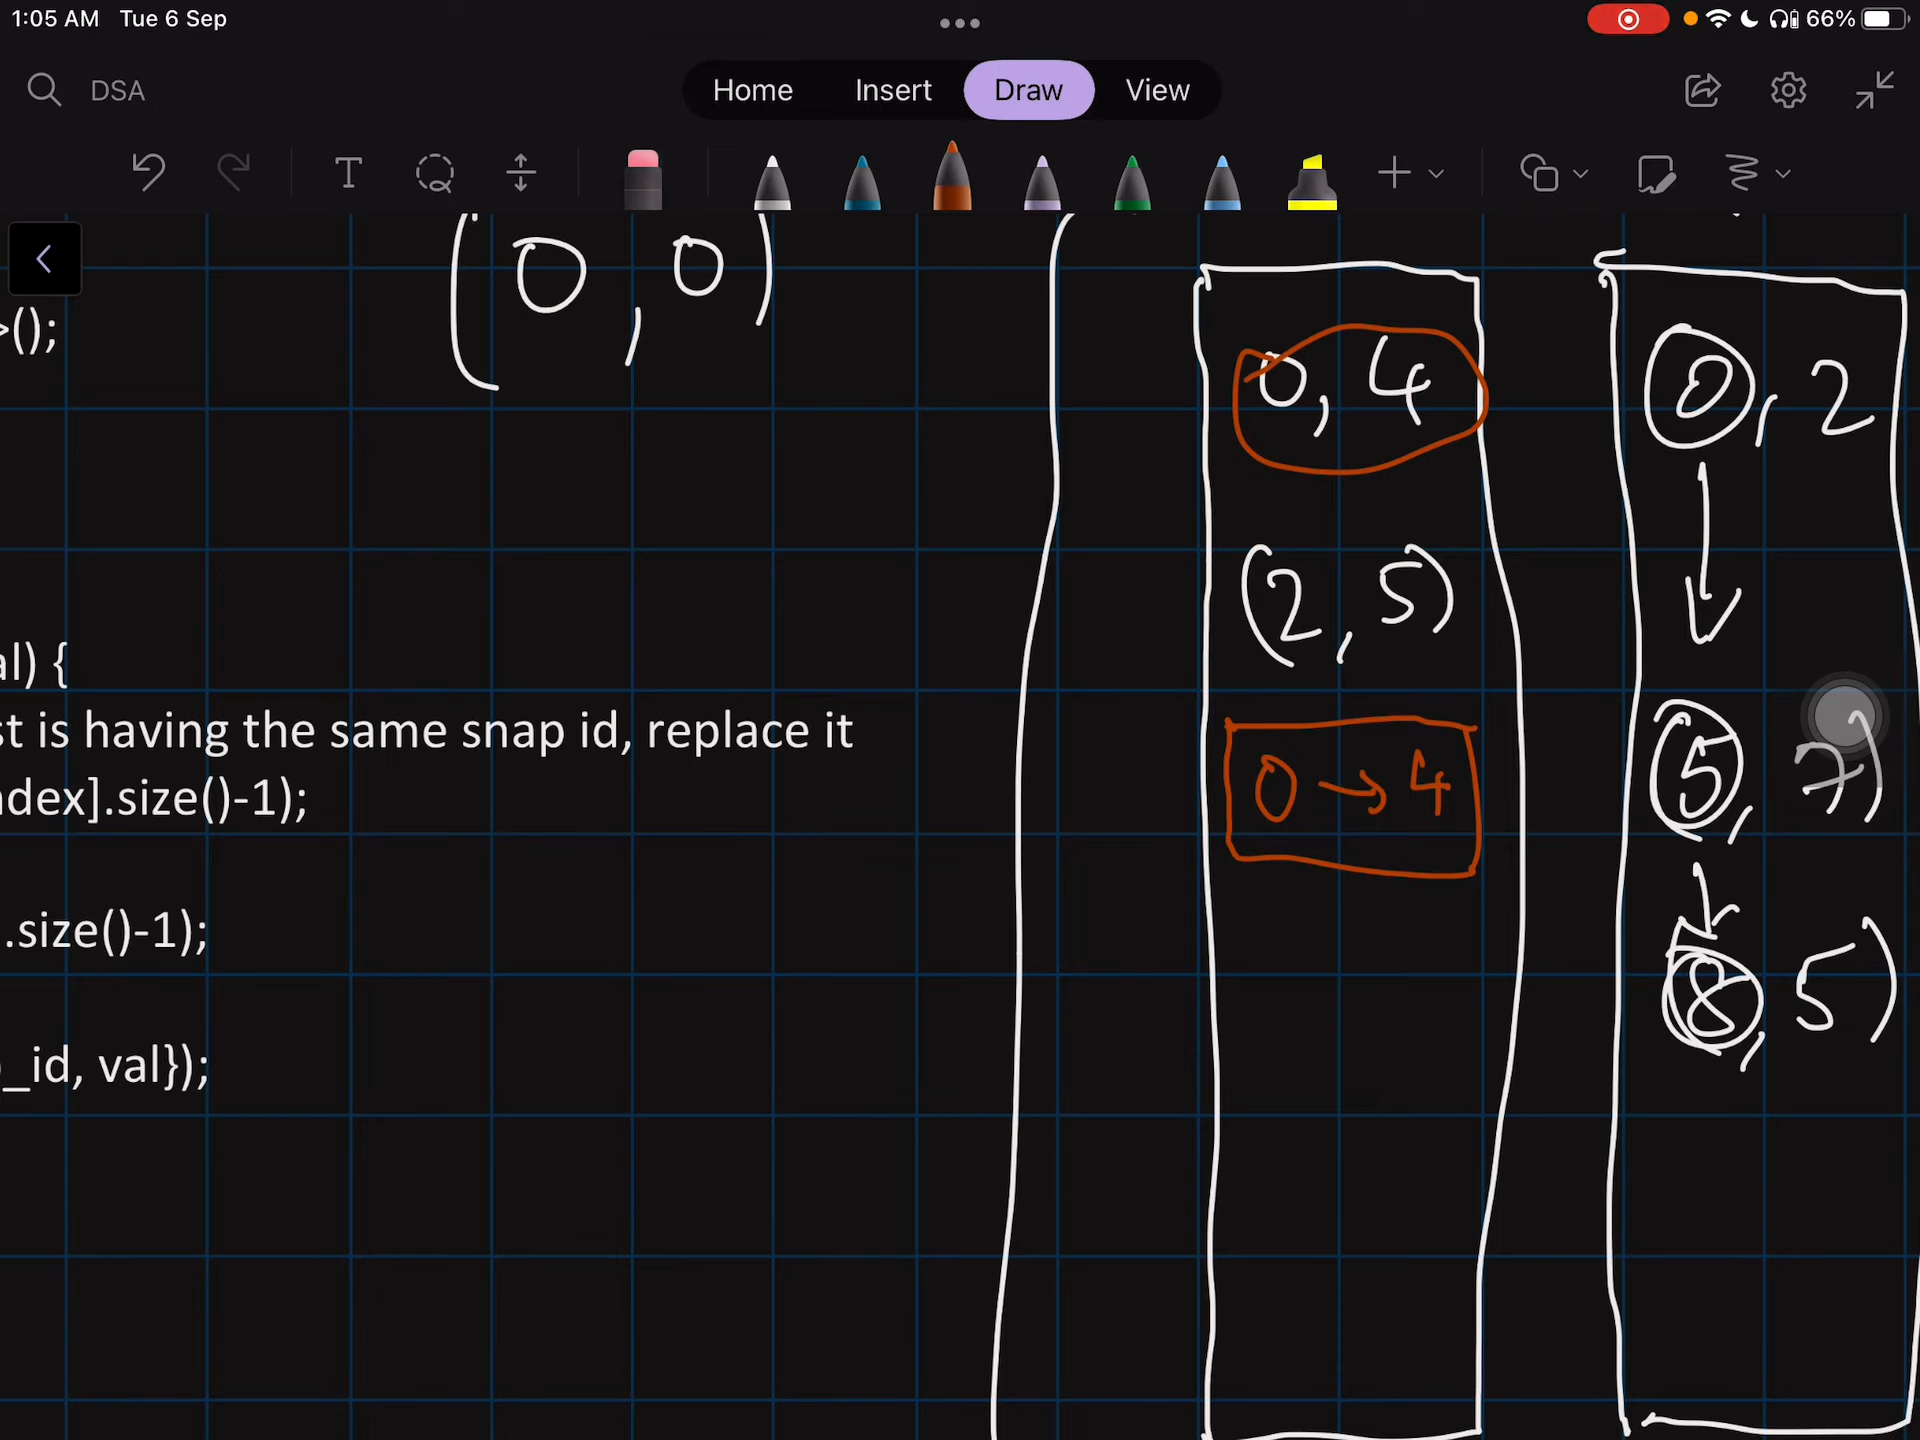 1:05 AM Tue 6 Sep
66%
DSA
Home Insert Draw View
T
(0, 0)
>();
al) {
st is having the same snap id, replace it
ndex].size()-1);
.size()-1);
_id, val});
0, 4
(2, 5)
0 → 4
0, 2
5, 7)
8, 5)